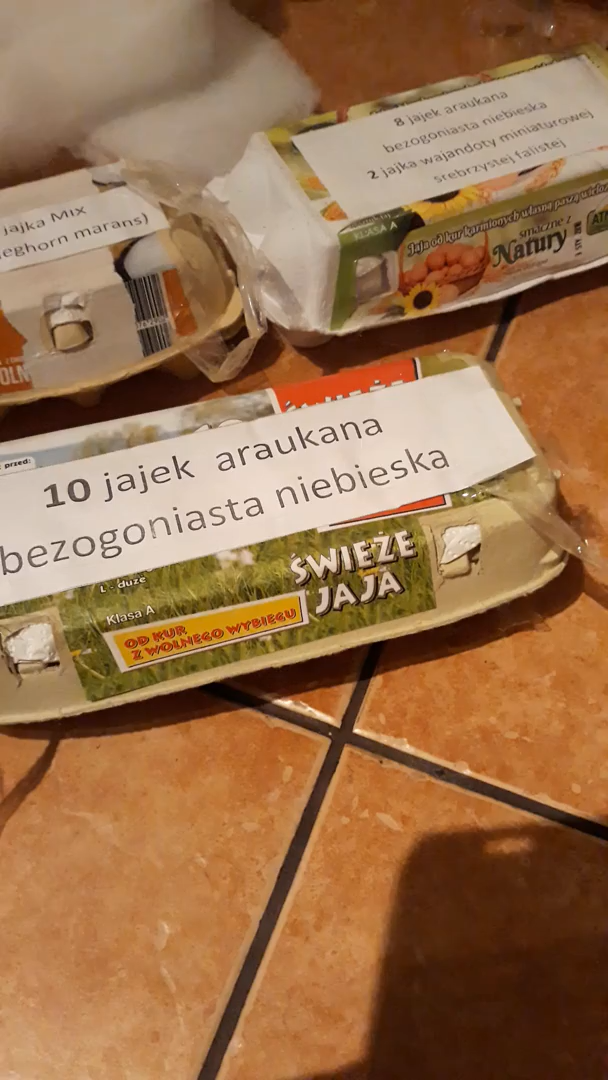 jajka MIX
leghorn marans)
8 jajek araukana
bezogoniasta niebieska
2 jajka wajandoty miniaturowej
srebrzystej falistej
KLASA A
Jaja od kur karmionych własną paszą
smaczne z
Natury
przed:
10 jajek araukana
bezogoniasta niebieska
L - duże
Klasa A
ŚWIEŻE
JAJA
OD KUR
Z WOLNEGO WYBIEGU